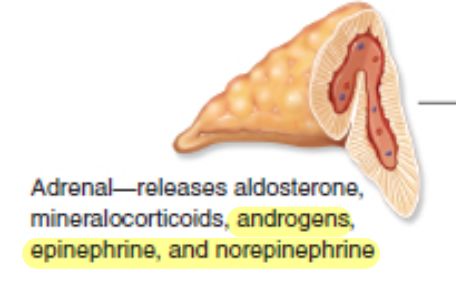 Adrenal—releases aldosterone,
mineralocorticoids, androgens,
epinephrine, and norepinephrine